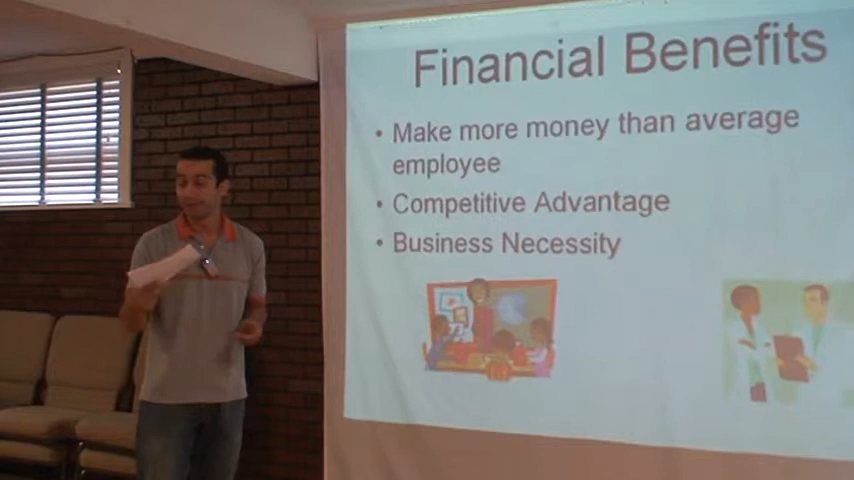 Financial Benefits
• Make more money than average
employee
• Competitive Advantage
• Business Necessity